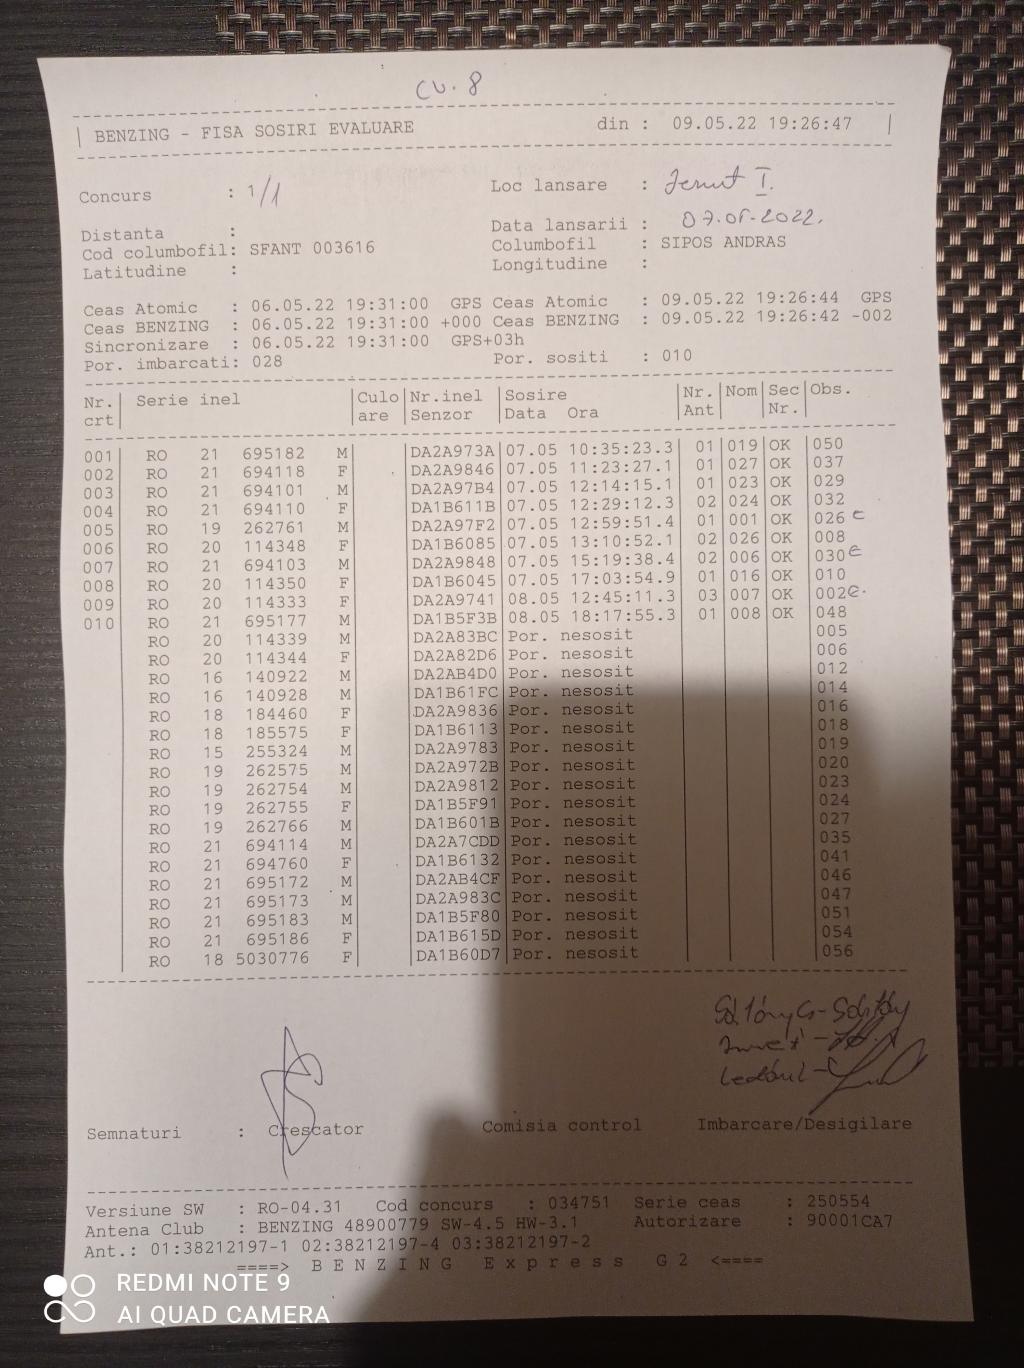 CU. 8
BENZING - FISA SOSIRI EVALUARE din : 09.05.22 19:26:47
Concurs : 1/1 Loc lansare : Iernut I.
Distanta : Data lansarii : 07.05.2022.
Cod columbofil: SFANT 003616 Columbofil : SIPOS ANDRAS
Latitudine : Longitudine :
Ceas Atomic : 06.05.22 19:31:00 GPS Ceas Atomic : 09.05.22 19:26:44 GPS
Ceas BENZING : 06.05.22 19:31:00 +000 Ceas BENZING : 09.05.22 19:26:42 -002
Sincronizare : 06.05.22 19:31:00 GPS+03h
Por. imbarcati: 028 Por. sositi : 010
Nr. Serie inel Culo Nr.inel Sosire Nr. Nom Sec Obs.
crt are Senzor Data Ora Ant Nr.
001 RO 21 695182 M DA2A973A 07.05 10:35:23.3 01 019 OK 050
002 RO 21 694118 F DA2A9846 07.05 11:23:27.1 01 027 OK 037
003 RO 21 694101 M DA2A97B4 07.05 12:14:15.1 01 023 OK 029
004 RO 21 694110 F DA1B611B 07.05 12:29:12.3 02 024 OK 032
005 RO 19 262761 M DA2A97F2 07.05 12:59:51.4 01 001 OK 026 e
006 RO 20 114348 F DA1B6085 07.05 13:10:52.1 02 026 OK 008
007 RO 21 694103 M DA2A9848 07.05 15:19:38.4 02 006 OK 030 e
008 RO 20 114350 F DA1B6045 07.05 17:03:54.9 01 016 OK 010
009 RO 20 114333 F DA2A9741 08.05 12:45:11.3 03 007 OK 002 e.
010 RO 21 695177 M DA1B5F3B 08.05 18:17:55.3 01 008 OK 048
RO 20 114339 M DA2A83BC Por. nesosit 005
RO 20 114344 F DA2A82D6 Por. nesosit 006
RO 16 140922 M DA2AB4D0 Por. nesosit 012
RO 16 140928 M DA1B61FC Por. nesosit 014
RO 18 184460 F DA2A9836 Por. nesosit 016
RO 18 185575 F DA1B6113 Por. nesosit 018
RO 15 255324 M DA2A9783 Por. nesosit 019
RO 19 262575 M DA2A972B Por. nesosit 020
RO 19 262754 M DA2A9812 Por. nesosit 023
RO 19 262755 F DA1B5F91 Por. nesosit 024
RO 19 262766 M DA1B601B Por. nesosit 027
RO 21 694114 M DA2A7CDD Por. nesosit 035
RO 21 694760 F DA1B6132 Por. nesosit 041
RO 21 695172 M DA2AB4CF Por. nesosit 046
RO 21 695173 M DA2A983C Por. nesosit 047
RO 21 695183 M DA1B5F80 Por. nesosit 051
RO 21 695186 F DA1B615D Por. nesosit 054
RO 18 5030776 F DA1B60D7 Por. nesosit 056
Semnaturi : Crescator Comisia control Imbarcare/Desigilare
Versiune SW : RO-04.31 Cod concurs : 034751 Serie ceas : 250554
Antena Club : BENZING 48900779 SW-4.5 HW-3.1 Autorizare : 90001CA7
Ant.: 01:38212197-1 02:38212197-4 03:38212197-2
====> BENZING Express G2 <====
REDMI NOTE 9
AI QUAD CAMERA